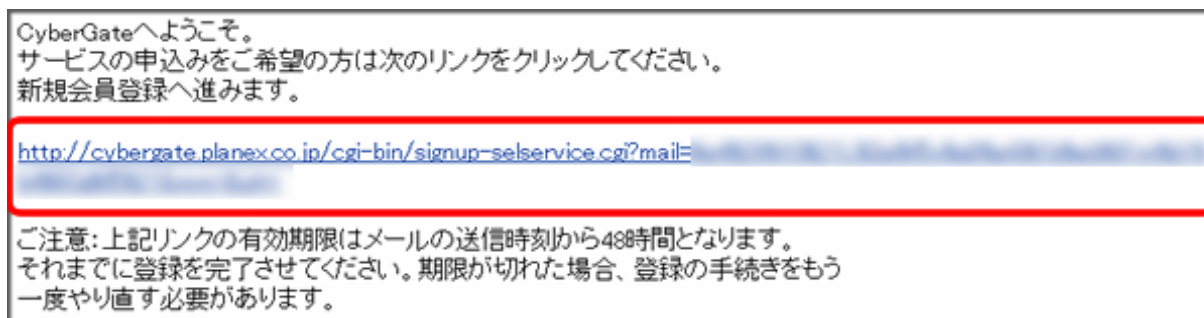 CyberGateへようこそ。
サービスの申込みをご希望の方は次のリンクをクリックしてください。
新規会員登録へ進みます。
http://cybergate.planex.co.jp/cgi-bin/signup-selservice.cgi?mail=
ご注意：上記リンクの有効期限はメールの送信時刻から48時間となります。
それまでに登録を完了させてください。期限が切れた場合、登録の手続きをもう
一度やり直す必要があります。